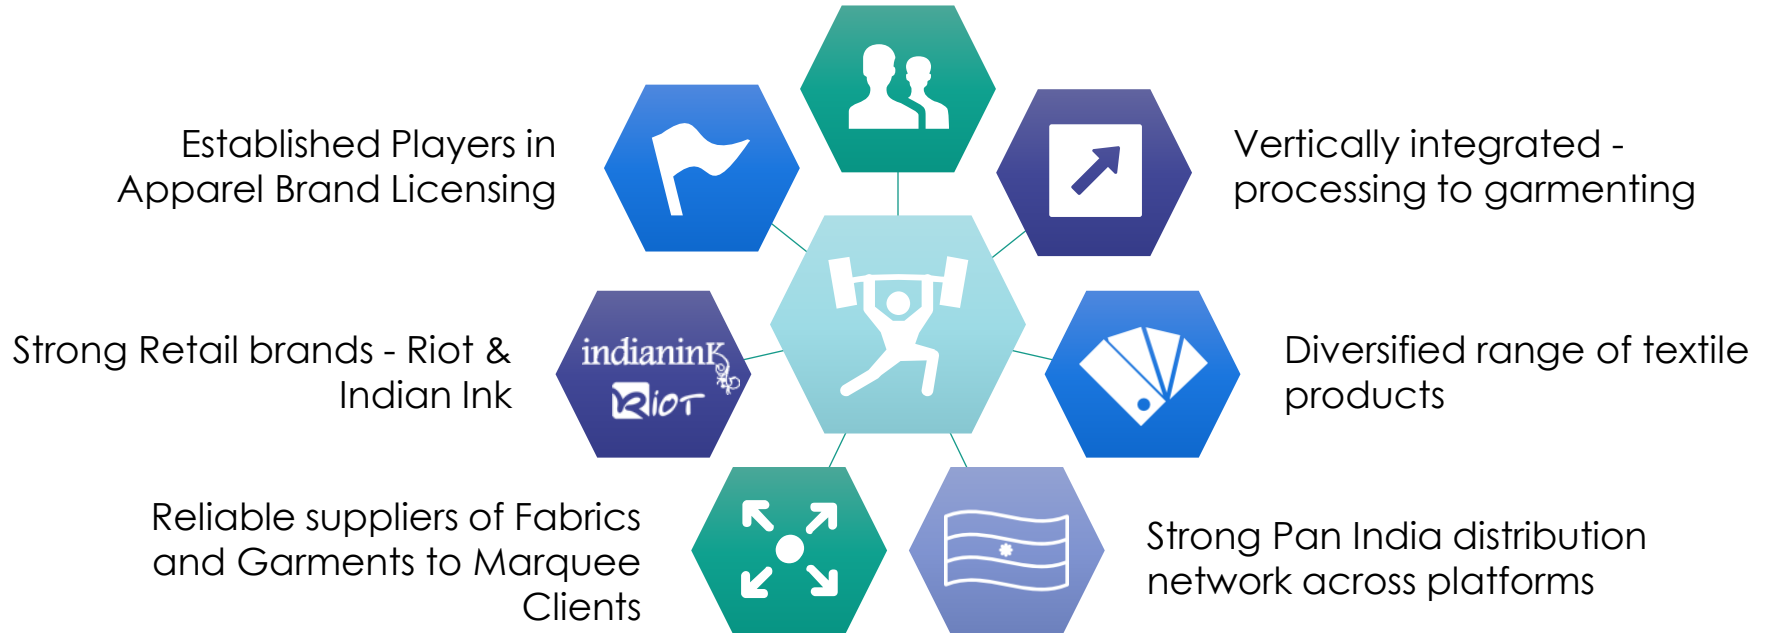 Established Players in
Apparel Brand Licensing
Vertically integrated -
processing to garmenting
Strong Retail brands - Riot &
Indian Ink
indianink
RIOT
Diversified range of textile
products
Reliable suppliers of Fabrics
and Garments to Marquee
Clients
Strong Pan India distribution
network across platforms